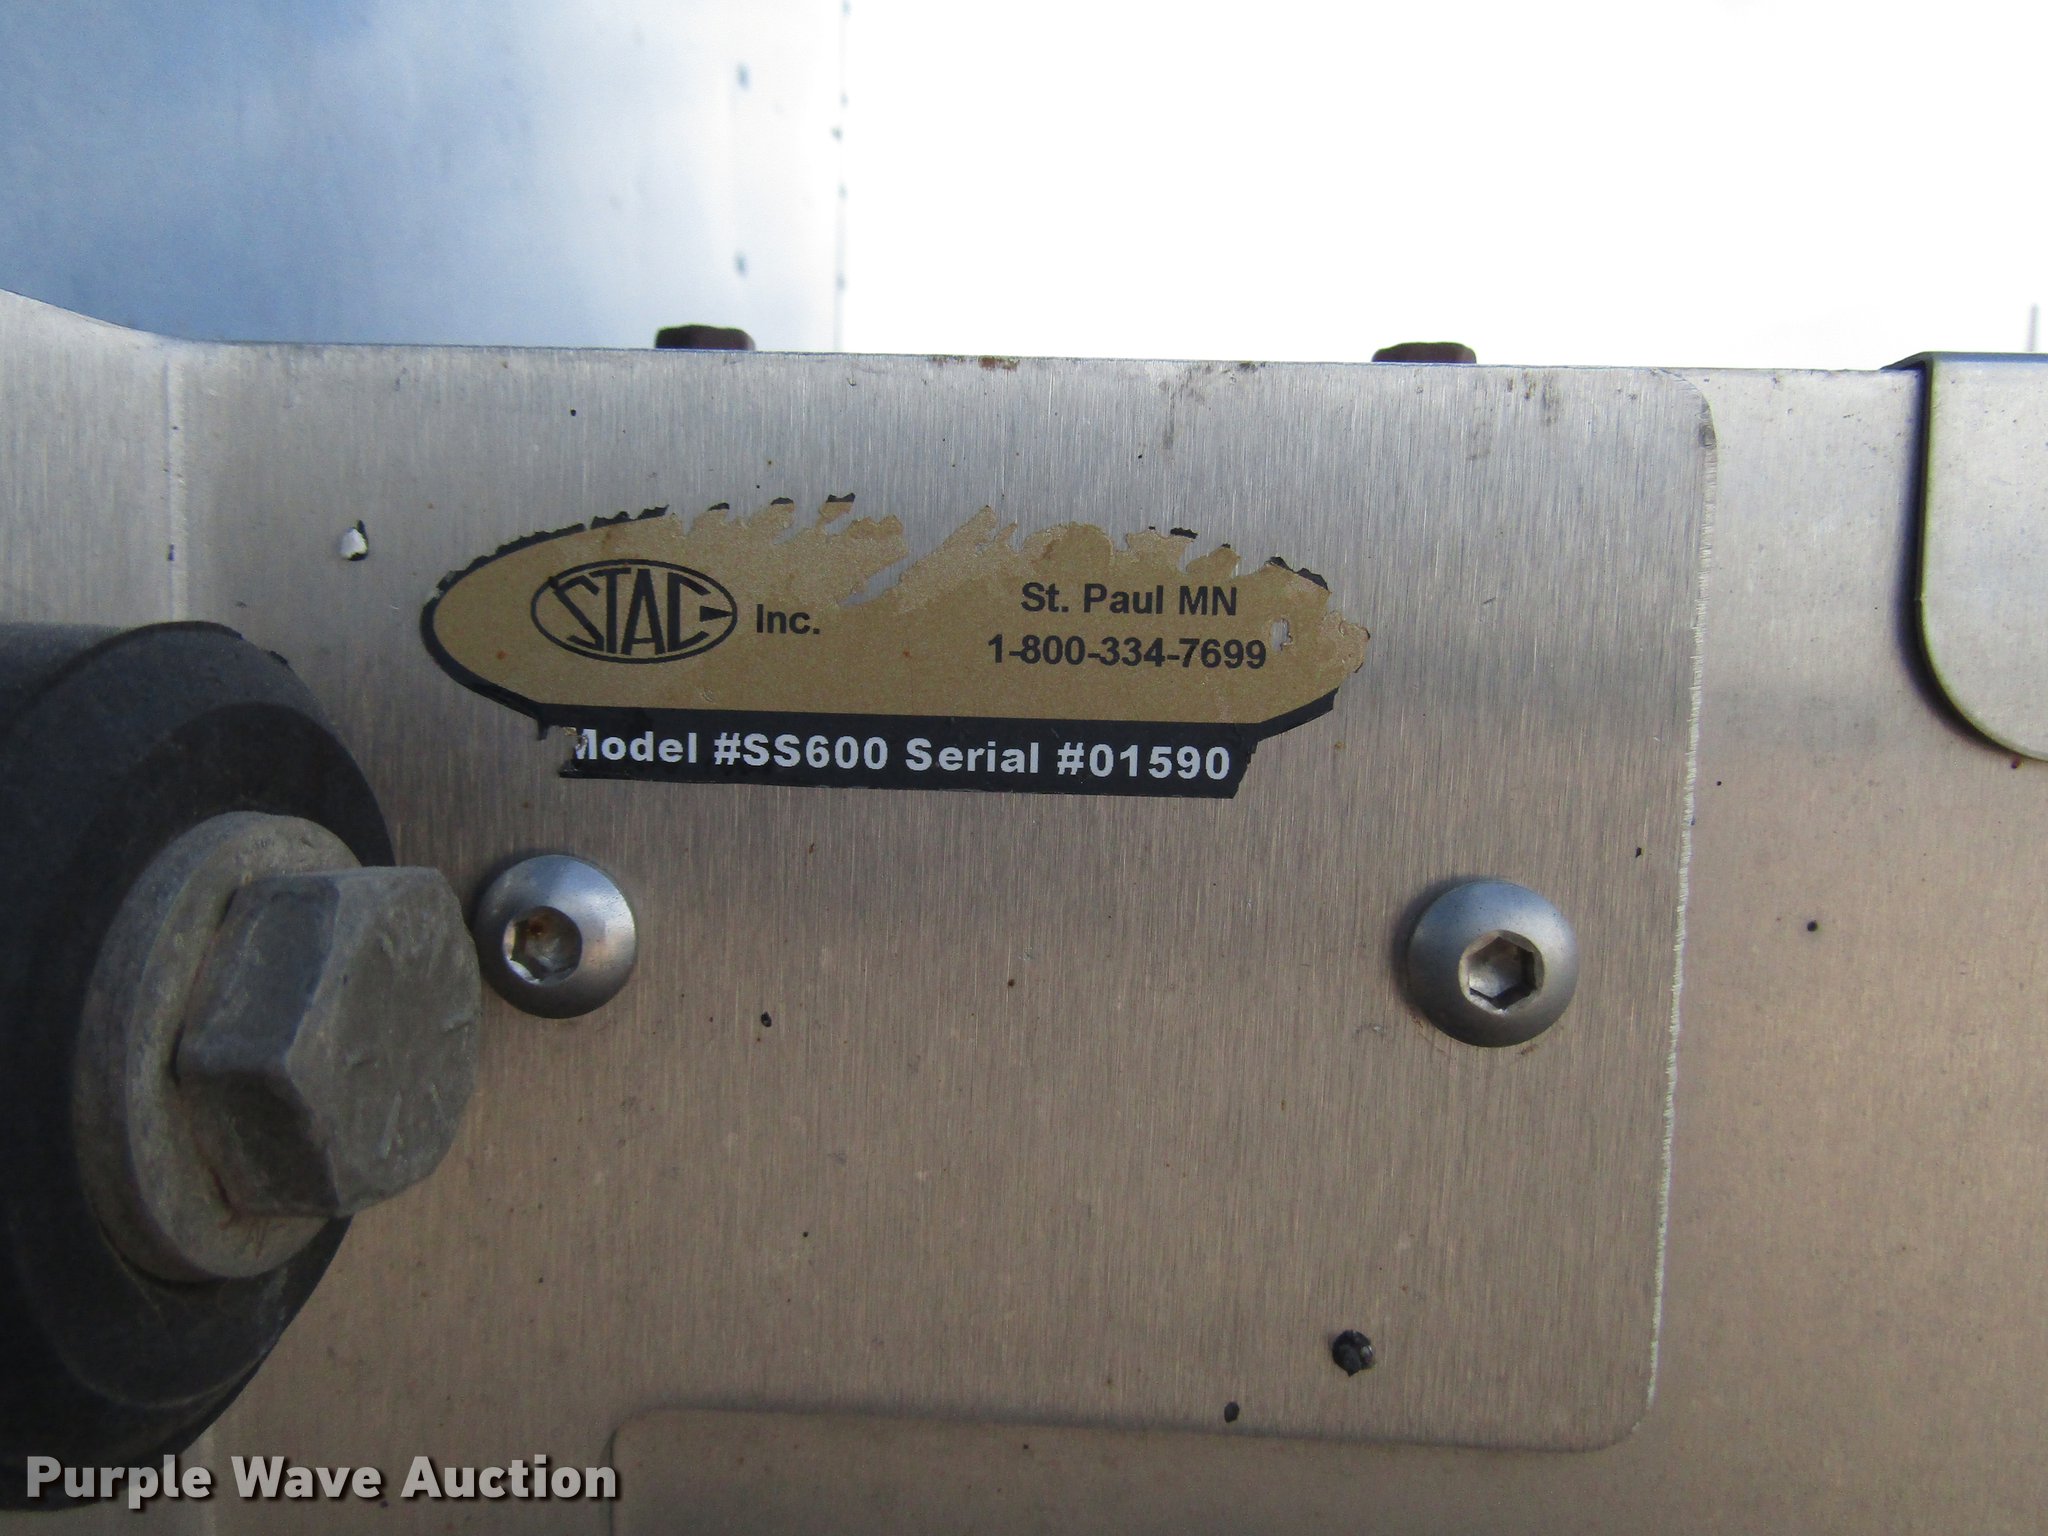 STAC Inc.
St. Paul MN
1-800-334-7699
Model #SS600 Serial #01590
Purple Wave Auction